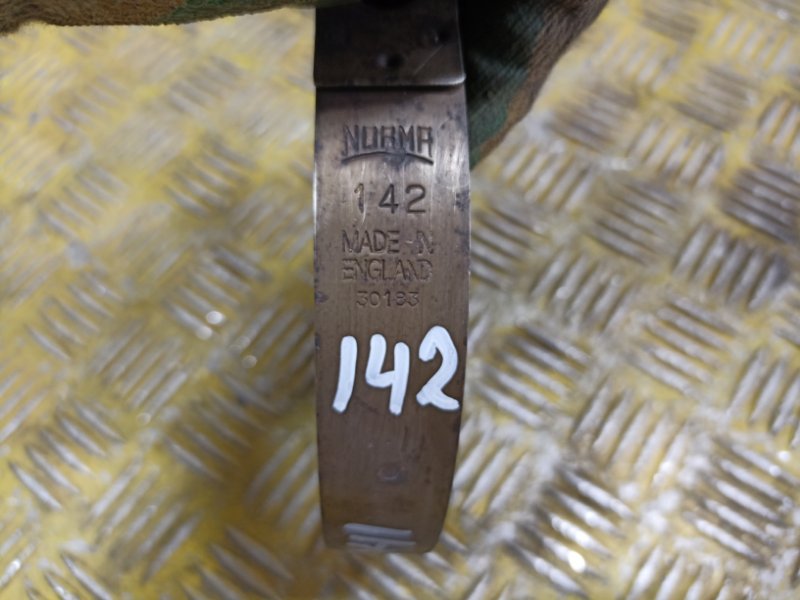 NORMA
142
MADE-IN
ENGLAND
30183
142